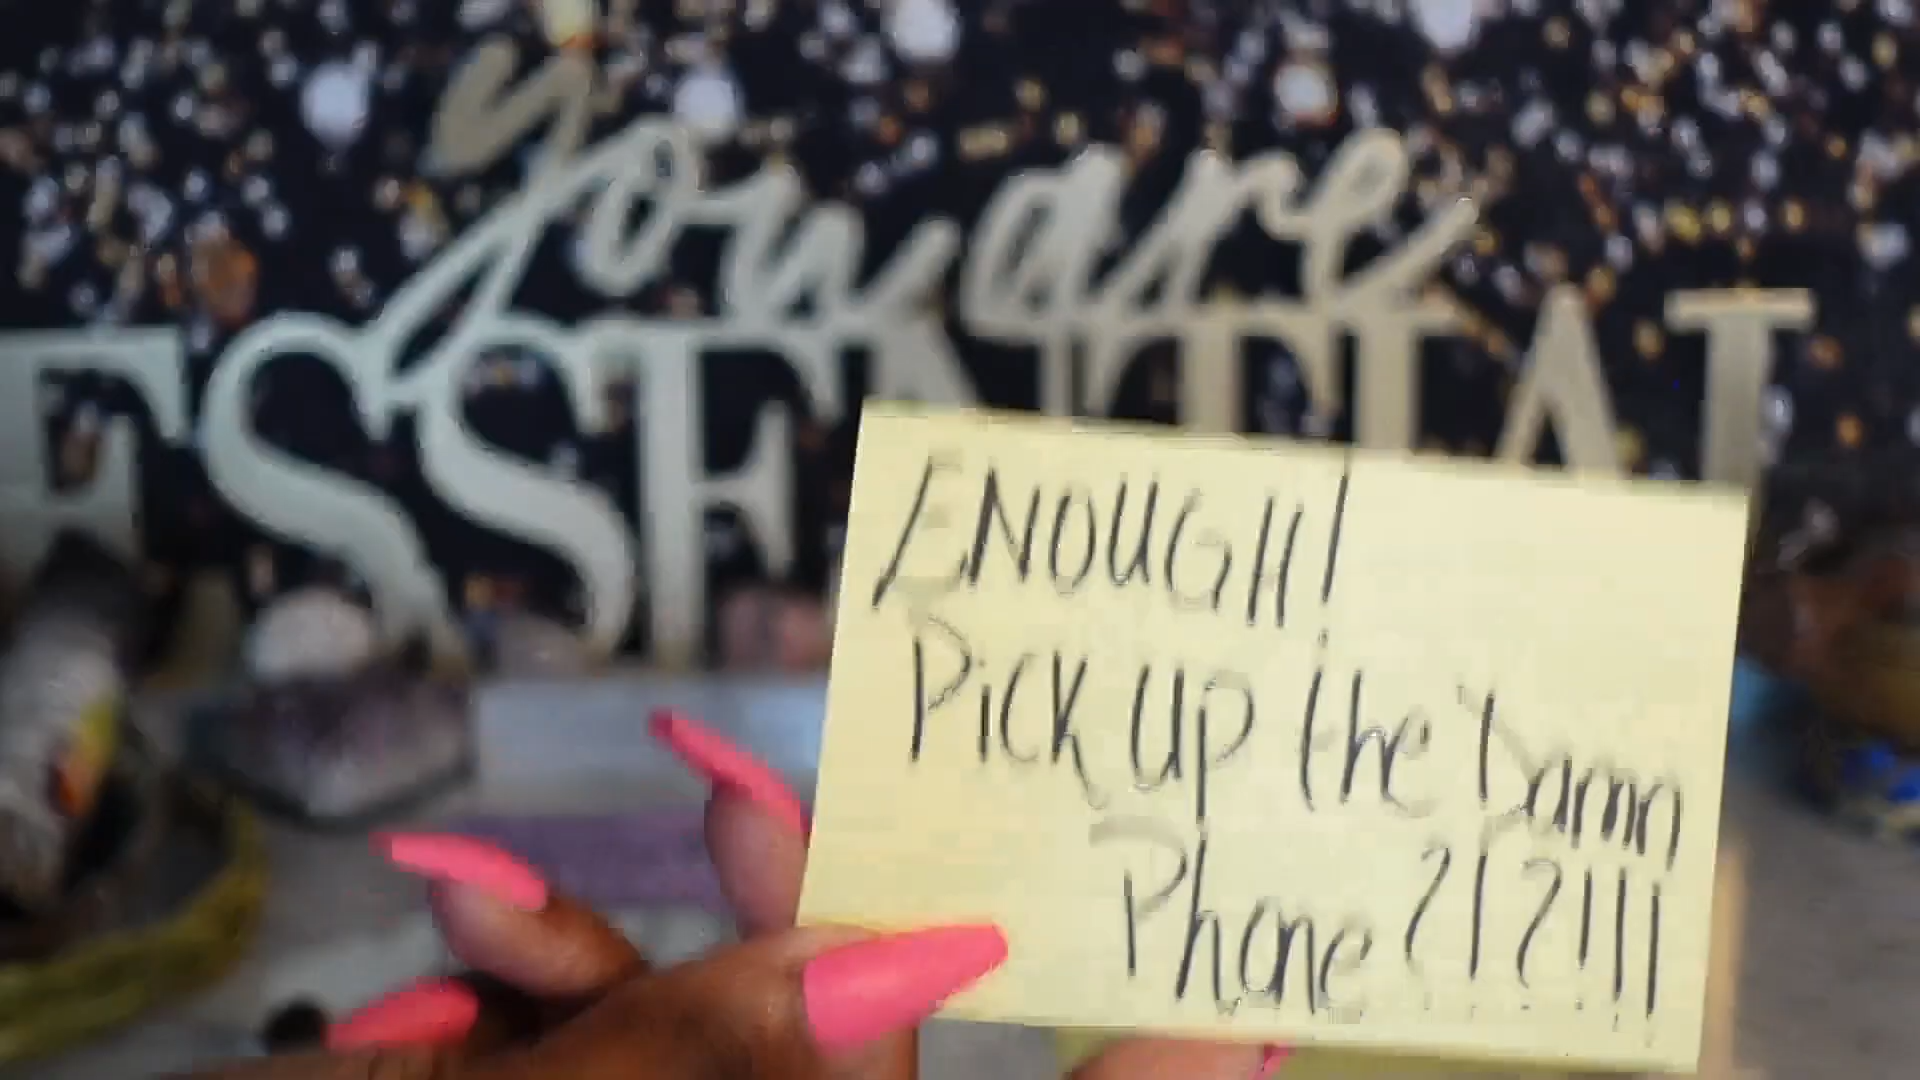 you are
ESSENTIAL
ENOUGH!
Pick up the Damn
Phone?!?!!!